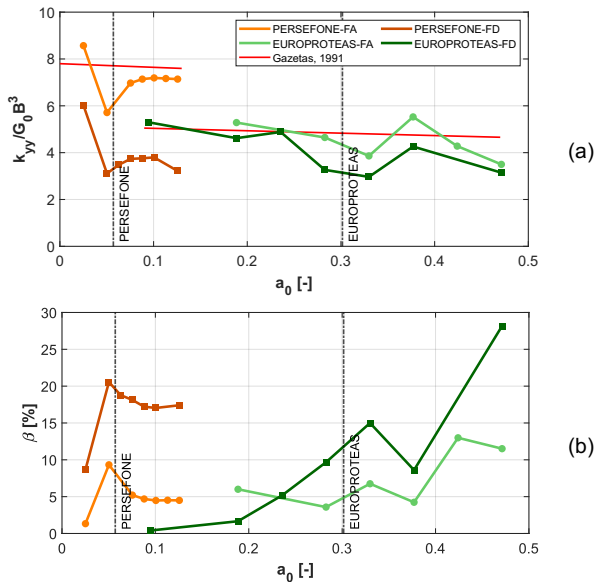 PERSEFONE-FA PERSEFONE-FD
EUROPROTEAS-FA EUROPROTEAS-FD
Gazetas, 1991
10
8
6
4
2
0
k_yy/G_0B^3
PERSEFONE
EUROPROTEAS
(a)
0 0.1 0.2 0.3 0.4 0.5
a_0 [-]
30
25
20
15
10
5
0
β [%]
PERSEFONE
EUROPROTEAS
(b)
0 0.1 0.2 0.3 0.4 0.5
a_0 [-]